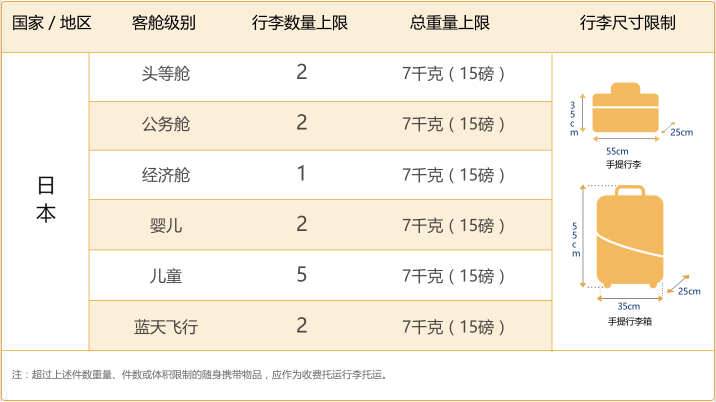 国家 / 地区 客舱级别 行李数量上限 总重量上限 行李尺寸限制
日本
头等舱 2 7千克（15磅）
公务舱 2 7千克（15磅）
经济舱 1 7千克（15磅）
婴儿 2 7千克（15磅）
儿童 5 7千克（15磅）
蓝天飞行 2 7千克（15磅）
35cm
25cm
55cm
手提行李
55cm
25cm
35cm
手提行李箱
注：超过上述件数重量、件数或体积限制的随身携带物品，应作为收费托运行李托运。